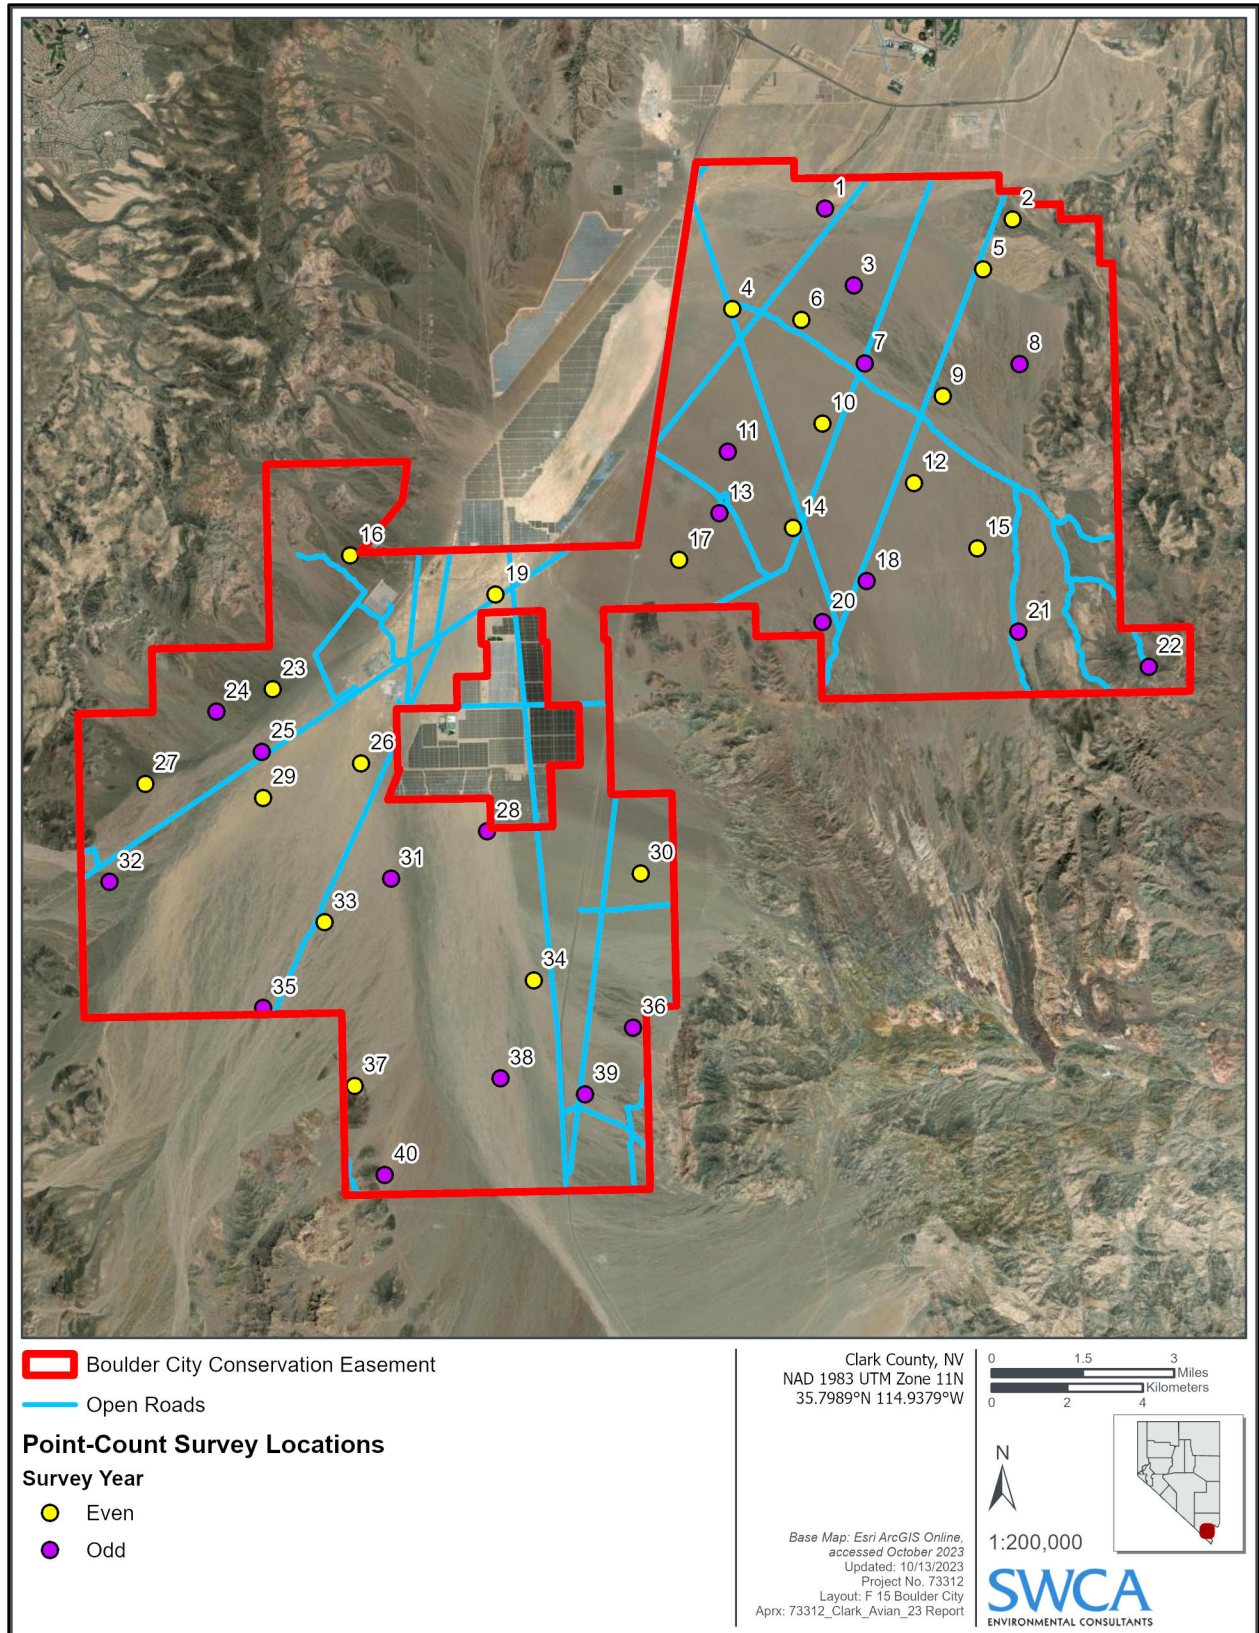 1
2
3
4
5
6
7
8
9
10
11
12
13
14
15
16
17
18
19
20
21
22
23
24
25
26
27
28
29
30
31
32
33
34
35
36
37
38
39
40
Boulder City Conservation Easement
Open Roads
Point-Count Survey Locations
Survey Year
Even
Odd
Clark County, NV
NAD 1983 UTM Zone 11N
35.7989°N 114.9379°W
Base Map: Esri ArcGIS Online,
accessed October 2023
Updated: 10/13/2023
Project No. 73312
Layout: F 15 Boulder City
Aprx: 73312_Clark_Avian_23 Report
0 1.5 3
Miles
Kilometers
0 2 4
N
1:200,000
SWCA
ENVIRONMENTAL CONSULTANTS